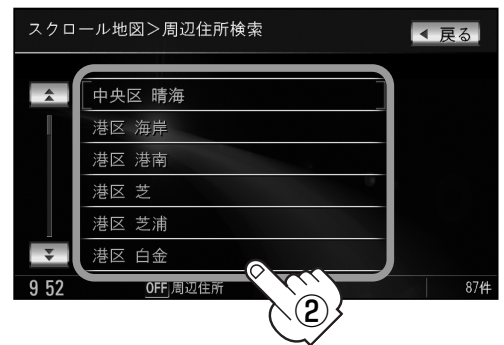 スクロール地図＞周辺住所検索
◀ 戻る
中央区 晴海
港区 海岸
港区 港南
港区 芝
港区 芝浦
港区 白金
9 52 OFF 周辺住所 87件
②